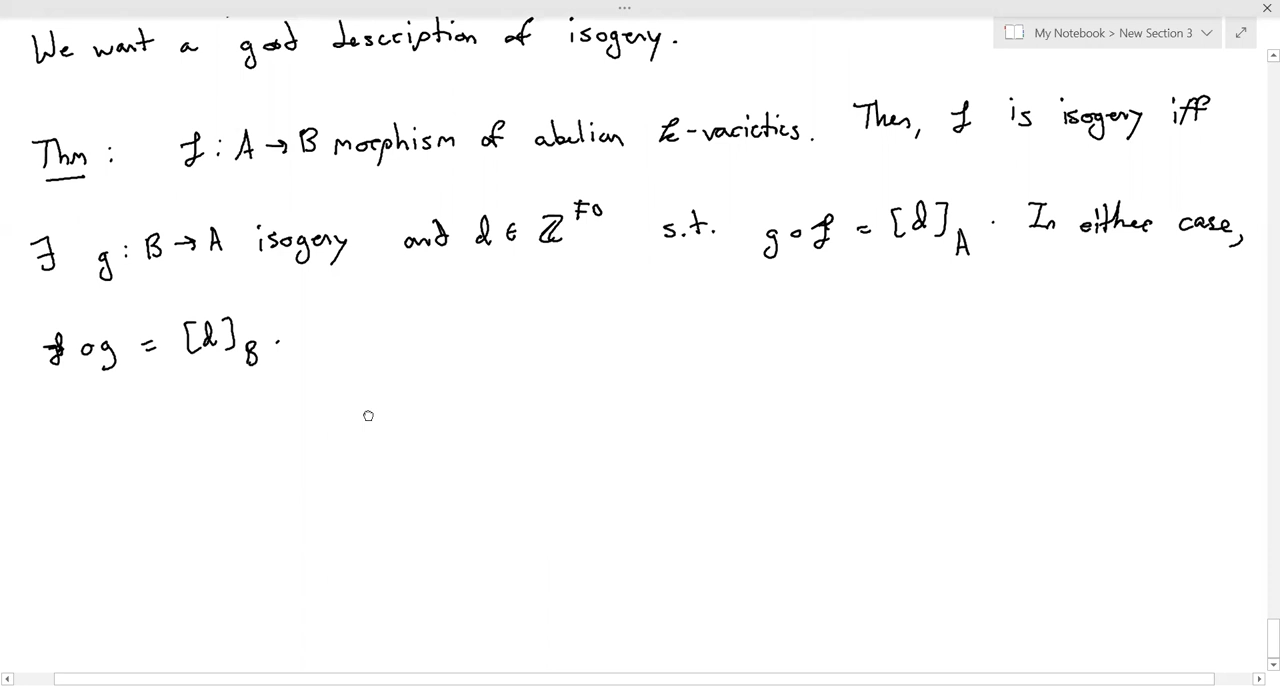 My Notebook > New Section 3
We want a good description of isogeny.
Thm : f : A → B morphism of abelian k-varieties. Then, f is isogeny iff
∃ g : B → A isogeny and d ∈ ℤ^{≠0} s.t. g ∘ f = [d]_A . In either case,
f ∘ g = [d]_B .